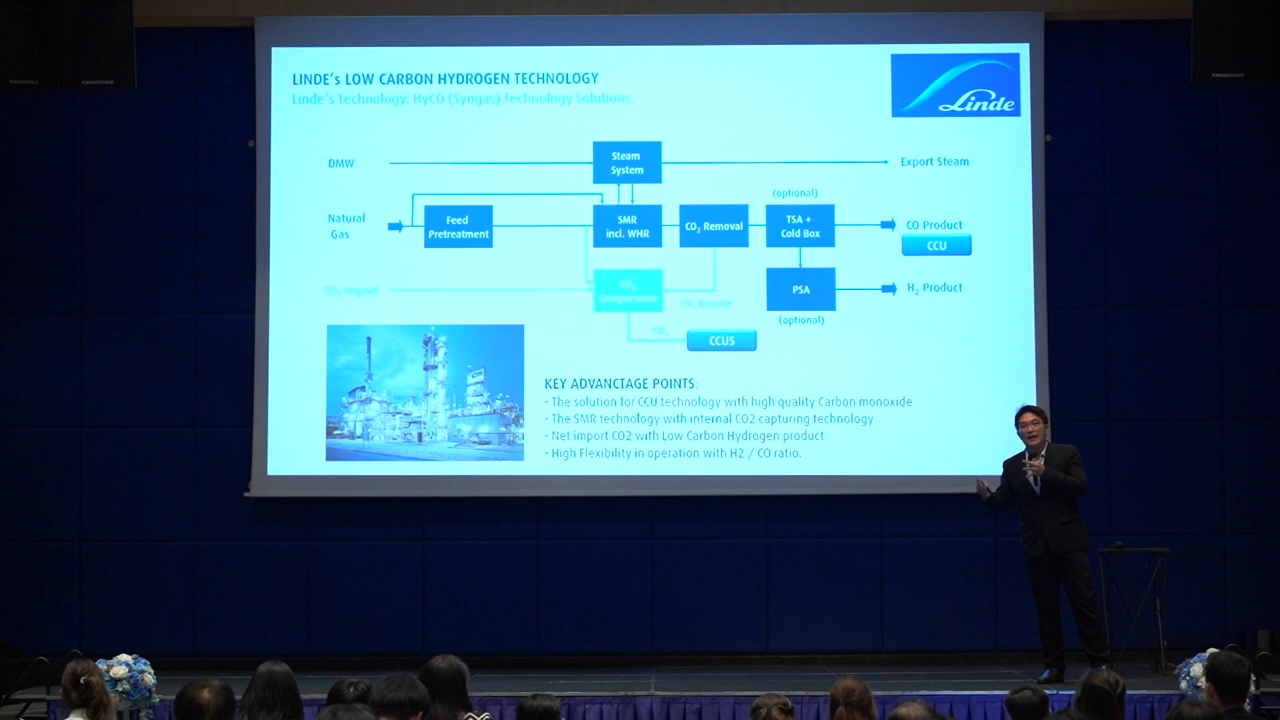 LINDE's LOW CARBON HYDROGEN TECHNOLOGY
Linde's Technology: HyCO (Syngas) Technology Solutions
Linde
DMW
Steam
System
Export Steam
(optional)
Natural
Gas
Feed
Pretreatment
SMR
incl. WHR
CO₂ Removal
TSA +
Cold Box
CO Product
CCU
CO₂ Import
CO₂
Compression
CO₂ Recycle
PSA
H₂ Product
(optional)
CO₂
CCUS
KEY ADVANCTAGE POINTS:
- The solution for CCU technology with high quality Carbon monoxide
- The SMR technology with internal CO2 capturing technology
- Net import CO2 with Low Carbon Hydrogen product
- High Flexibility in operation with H2 / CO ratio.